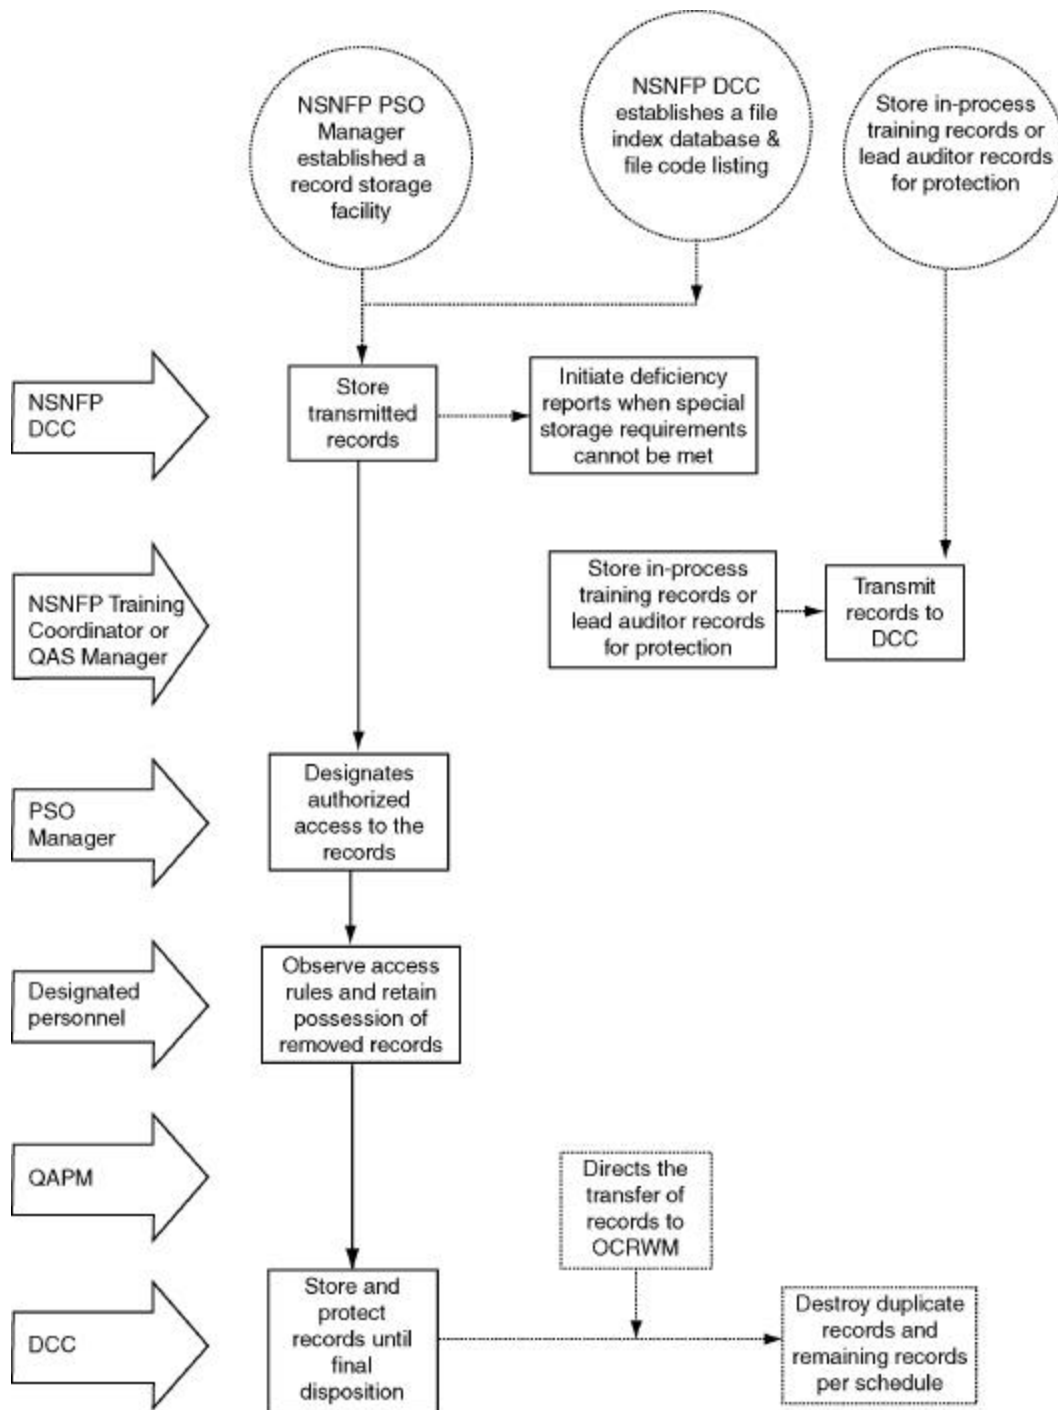 NSNFP PSO
Manager
established a
record storage
facility
NSNFP DCC
establishes a file
index database &
file code listing
Store in-process
training records or
lead auditor records
for protection
NSNFP
DCC
Store
transmitted
records
Initiate deficiency
reports when special
storage requirements
cannot be met
NSNFP Training
Coordinator or
QAS Manager
Store in-process
training records or
lead auditor records
for protection
Transmit
records to
DCC
PSO
Manager
Designates
authorized
access to the
records
Designated
personnel
Observe access
rules and retain
possession of
removed records
QAPM
Directs the
transfer of
records to
OCRWM
DCC
Store and
protect
records until
final
disposition
Destroy duplicate
records and
remaining records
per schedule